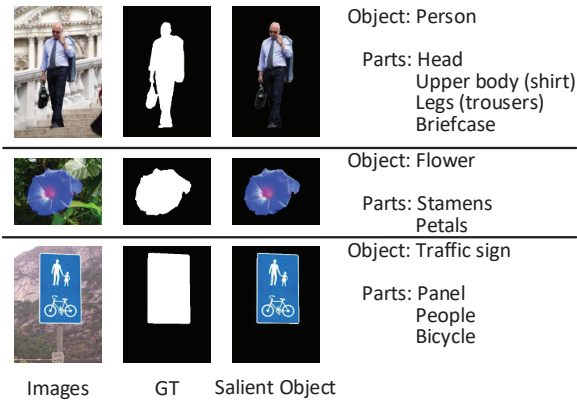 Object: Person
Parts: Head
Upper body (shirt)
Legs (trousers)
Briefcase
Object: Flower
Parts: Stamens
Petals
Object: Traffic sign
Parts: Panel
People
Bicycle
Images GT Salient Object